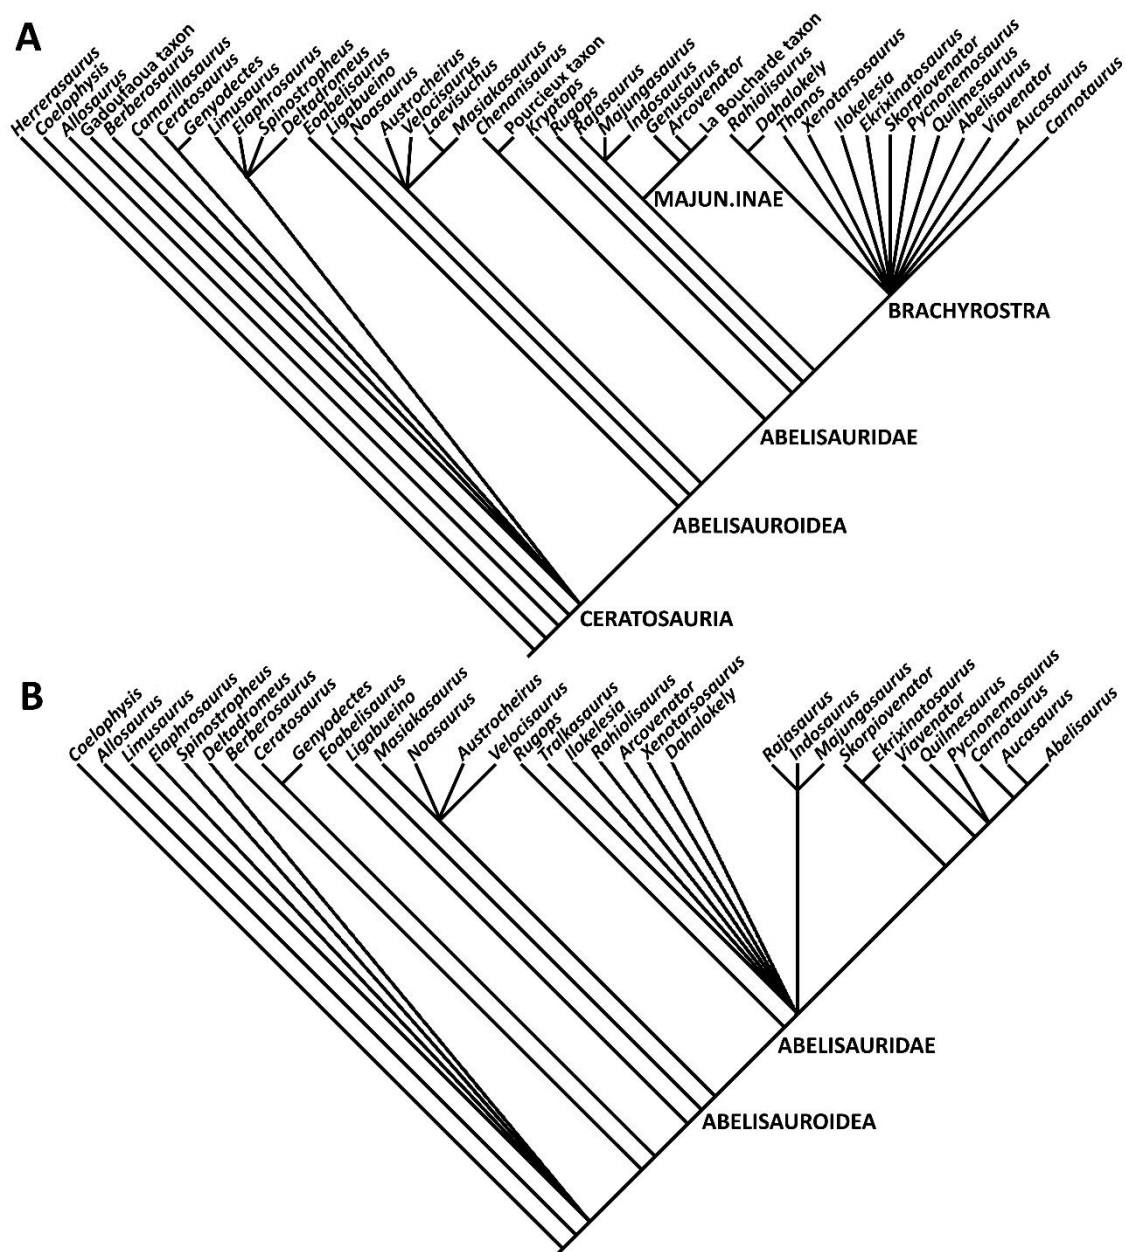 A
Herrerasaurus
Coelophysis
Allosaurus
Gadoufaoua taxon
Berberosaurus
Camarillasaurus
Ceratosaurus
Genyodectes
Limusaurus
Elaphrosaurus
Spinostropheus
Deltadromeus
Eoabelisaurus
Ligabueino
Noasaurus
Austrocheirus
Velocisaurus
Laevisuchus
Masiakasaurus
Chenanisaurus
Pourcieux taxon
Kryptops
Rugops
Rajasaurus
Majungasaurus
Indosaurus
Genusaurus
Arcovenator
La Boucharde taxon
Rahiolisaurus
Dahalokely
Thanos
Xenotarsosaurus
Ilokelesia
Ekrixinatosaurus
Skorpiovenator
Pycnonemosaurus
Quilmesaurus
Abelisaurus
Viavenator
Aucasaurus
Carnotaurus
MAJUN.INAE
BRACHYROSTRA
ABELISAURIDAE
ABELISAUROIDEA
CERATOSAURIA
B
Coelophysis
Allosaurus
Limusaurus
Elaphrosaurus
Spinostropheus
Deltadromeus
Berberosaurus
Ceratosaurus
Genyodectes
Eoabelisaurus
Ligabueino
Masiakasaurus
Noasaurus
Austrocheirus
Velocisaurus
Rugops
Tralkasaurus
Ilokelesia
Rahiolisaurus
Arcovenator
Xenotarsosaurus
Dahalokely
Rajasaurus
Indosaurus
Majungasaurus
Skorpiovenator
Ekrixinatosaurus
Viavenator
Quilmesaurus
Pycnonemosaurus
Carnotaurus
Aucasaurus
Abelisaurus
ABELISAURIDAE
ABELISAUROIDEA